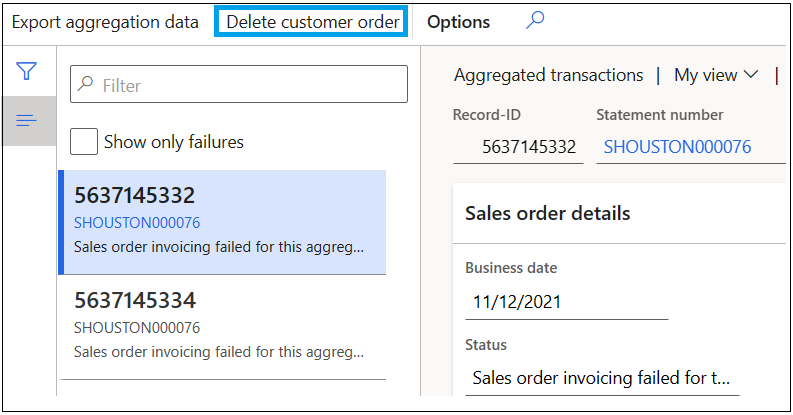 Export aggregation data Delete customer order Options
Filter
Show only failures
5637145332
SHOUSTON000076
Sales order invoicing failed for this aggreg...
5637145334
SHOUSTON000076
Sales order invoicing failed for this aggreg...
Aggregated transactions | My view |
Record-ID Statement number
5637145332 SHOUSTON000076
Sales order details
Business date
11/12/2021
Status
Sales order invoicing failed for t...